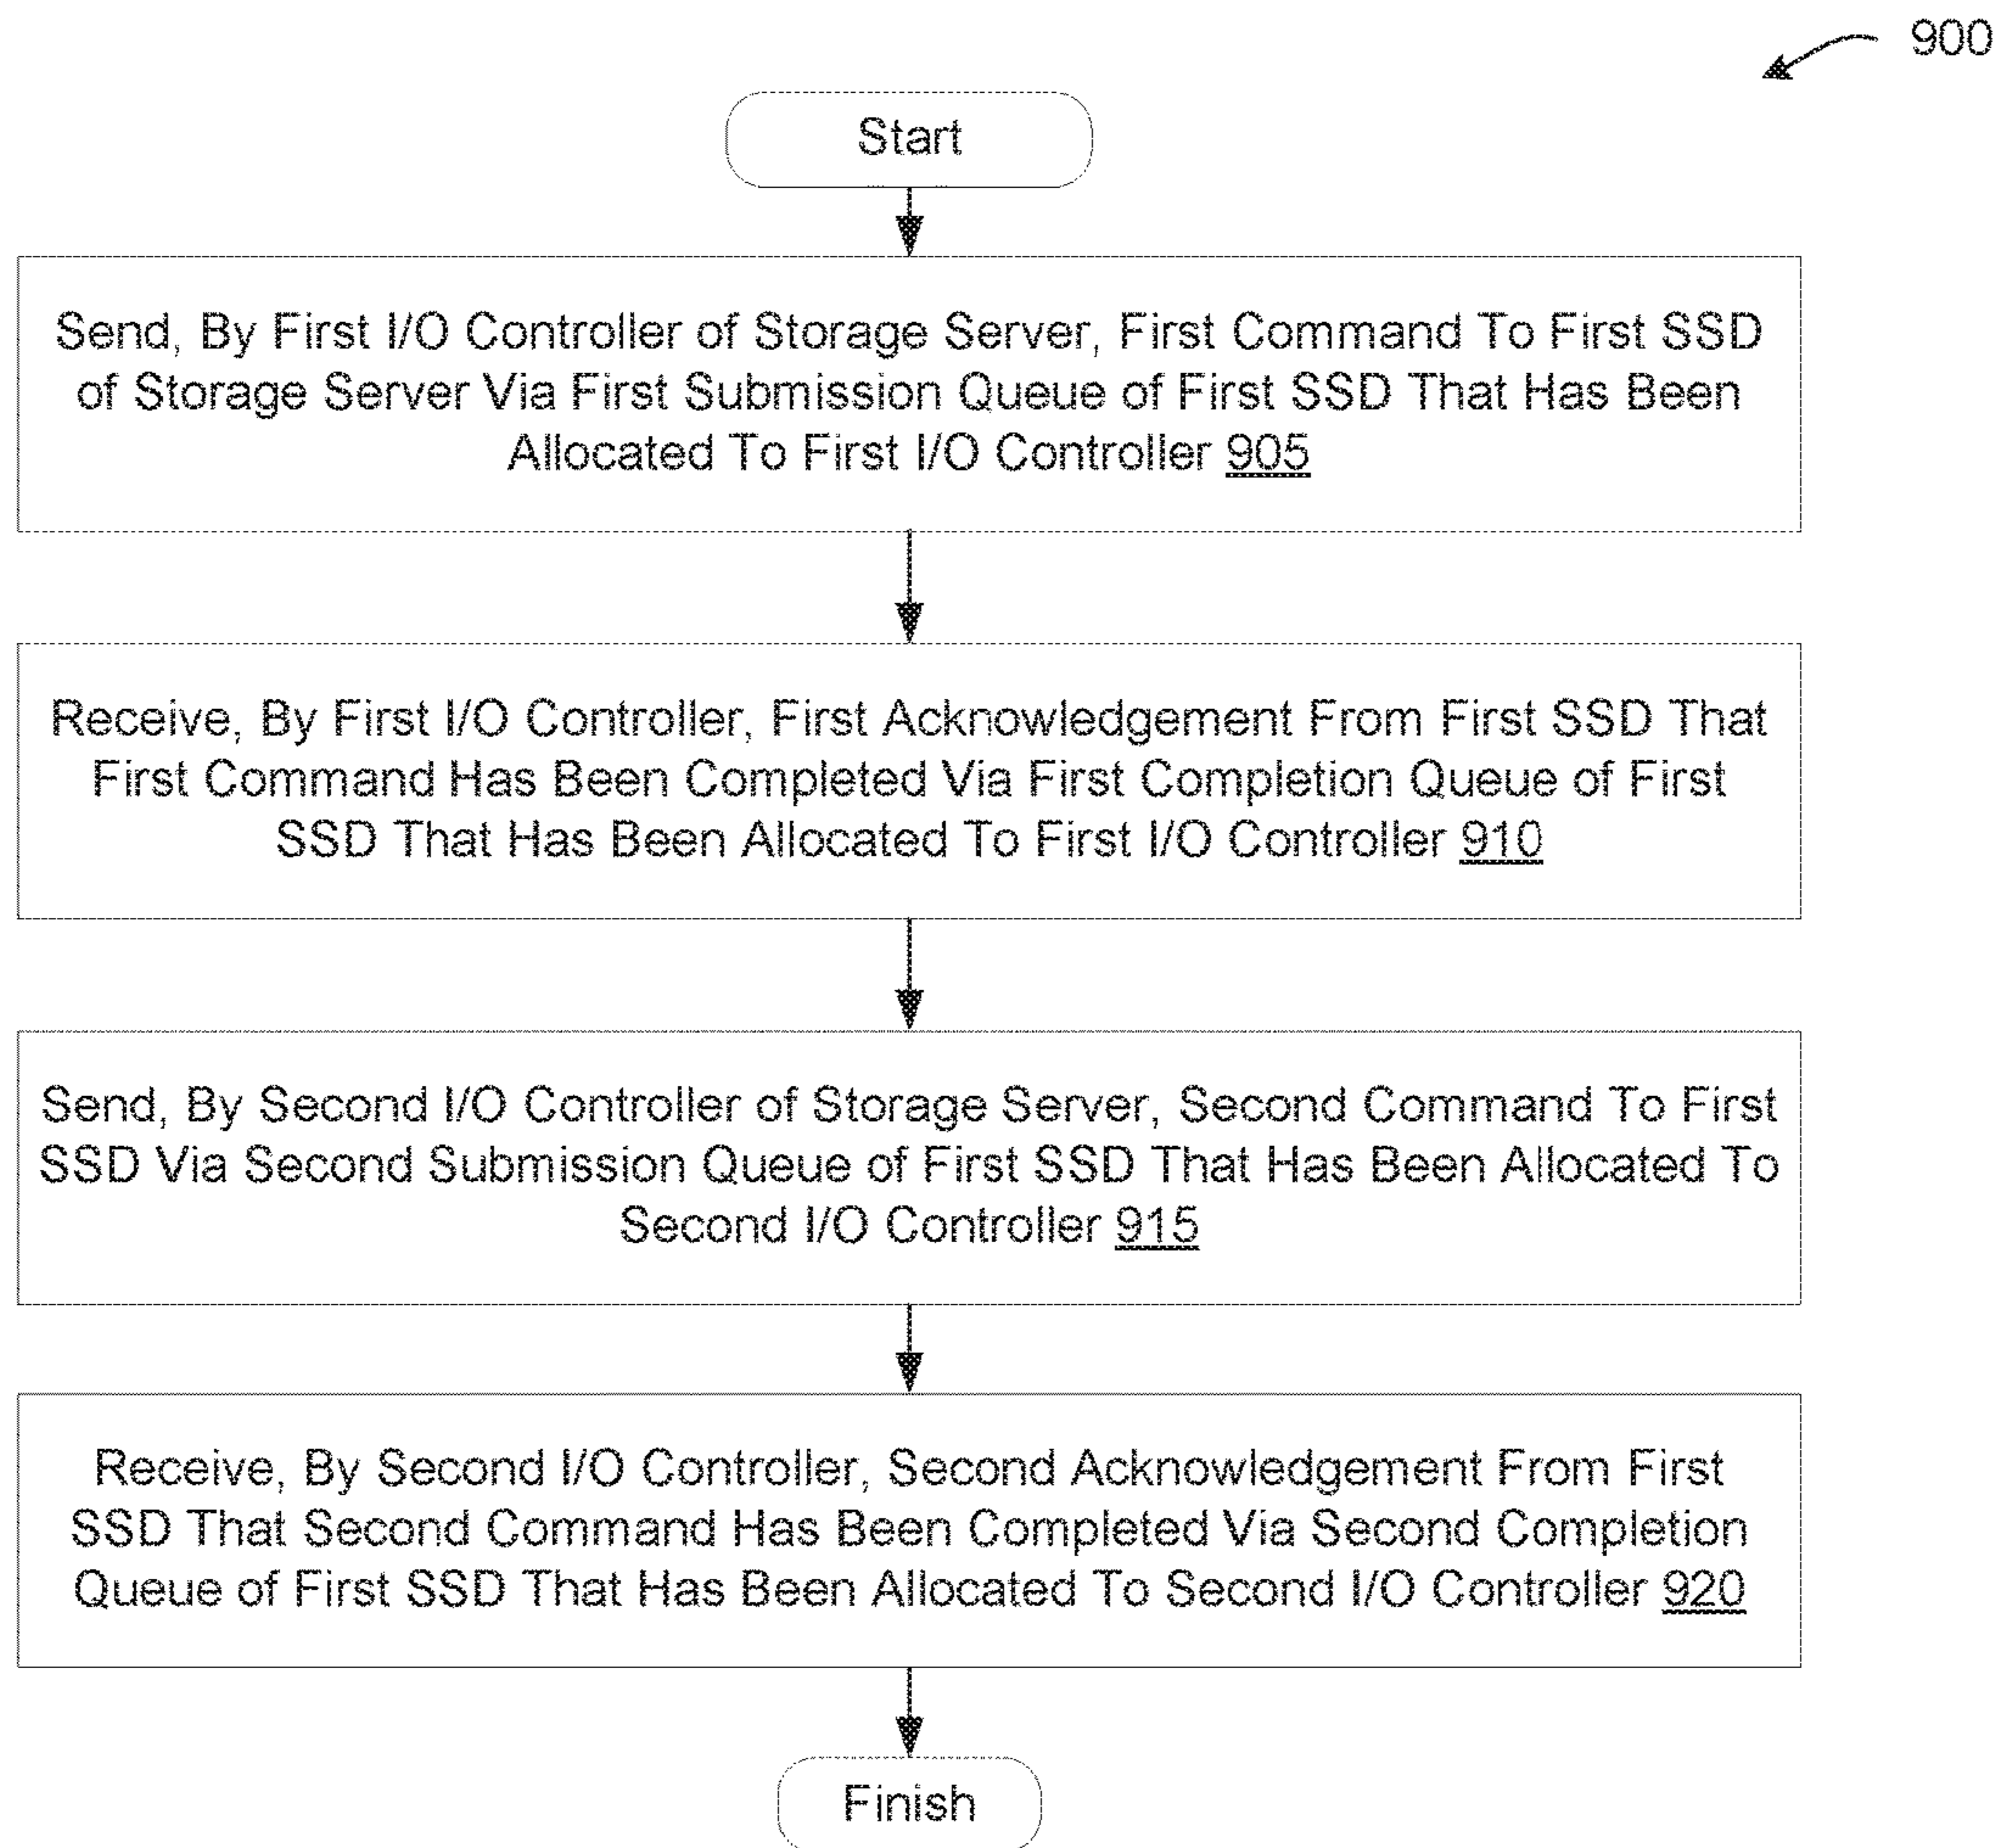 900
Start
Send, By First I/O Controller of Storage Server, First Command To First SSD
of Storage Server Via First Submission Queue of First SSD That Has Been
Allocated To First I/O Controller 905
Receive, By First I/O Controller, First Acknowledgement From First SSD That
First Command Has Been Completed Via First Completion Queue of First
SSD That Has Been Allocated To First I/O Controller 910
Send, By Second I/O Controller of Storage Server, Second Command To First
SSD Via Second Submission Queue of First SSD That Has Been Allocated To
Second I/O Controller 915
Receive, By Second I/O Controller, Second Acknowledgement From First
SSD That Second Command Has Been Completed Via Second Completion
Queue of First SSD That Has Been Allocated To Second I/O Controller 920
Finish